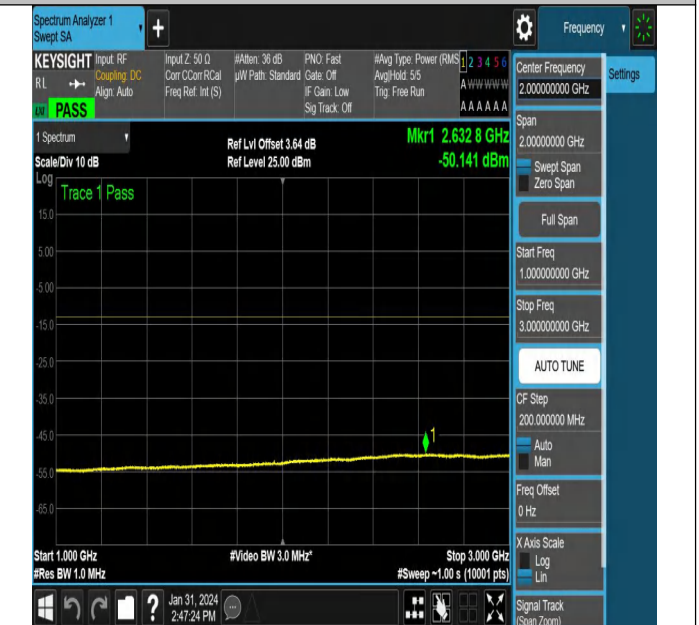 Spectrum Analyzer 1
Swept SA
+
Frequency
KEYSIGHT
RL
LXI
PASS
Input: RF
Coupling: DC
Align: Auto
Input Z: 50 Ω
Corr CCorr RCal
Freq Ref: Int (S)
#Atten: 36 dB
µW Path: Standard
PNO: Fast
Gate: Off
IF Gain: Low
Sig Track: Off
#Avg Type: Power (RMS
Avg|Hold: 5/5
Trig: Free Run
1 2 3 4 5 6
A W W W W W
A A A A A A
1 Spectrum
Scale/Div 10 dB
Ref Lvl Offset 3.64 dB
Ref Level 25.00 dBm
Mkr1 2.632 8 GHz
-50.141 dBm
Log
Trace 1 Pass
15.0
5.00
-5.00
-15.0
-25.0
-35.0
-45.0
-55.0
-65.0
1
Start 1.000 GHz
#Res BW 1.0 MHz
#Video BW 3.0 MHz*
Stop 3.000 GHz
#Sweep ~1.00 s (10001 pts)
Center Frequency
2.000000000 GHz
Settings
Span
2.00000000 GHz
Swept Span
Zero Span
Full Span
Start Freq
1.000000000 GHz
Stop Freq
3.000000000 GHz
AUTO TUNE
CF Step
200.000000 MHz
Auto
Man
Freq Offset
0 Hz
X Axis Scale
Log
Lin
Signal Track
(Span Zoom)
?
Jan 31, 2024
2:47:24 PM